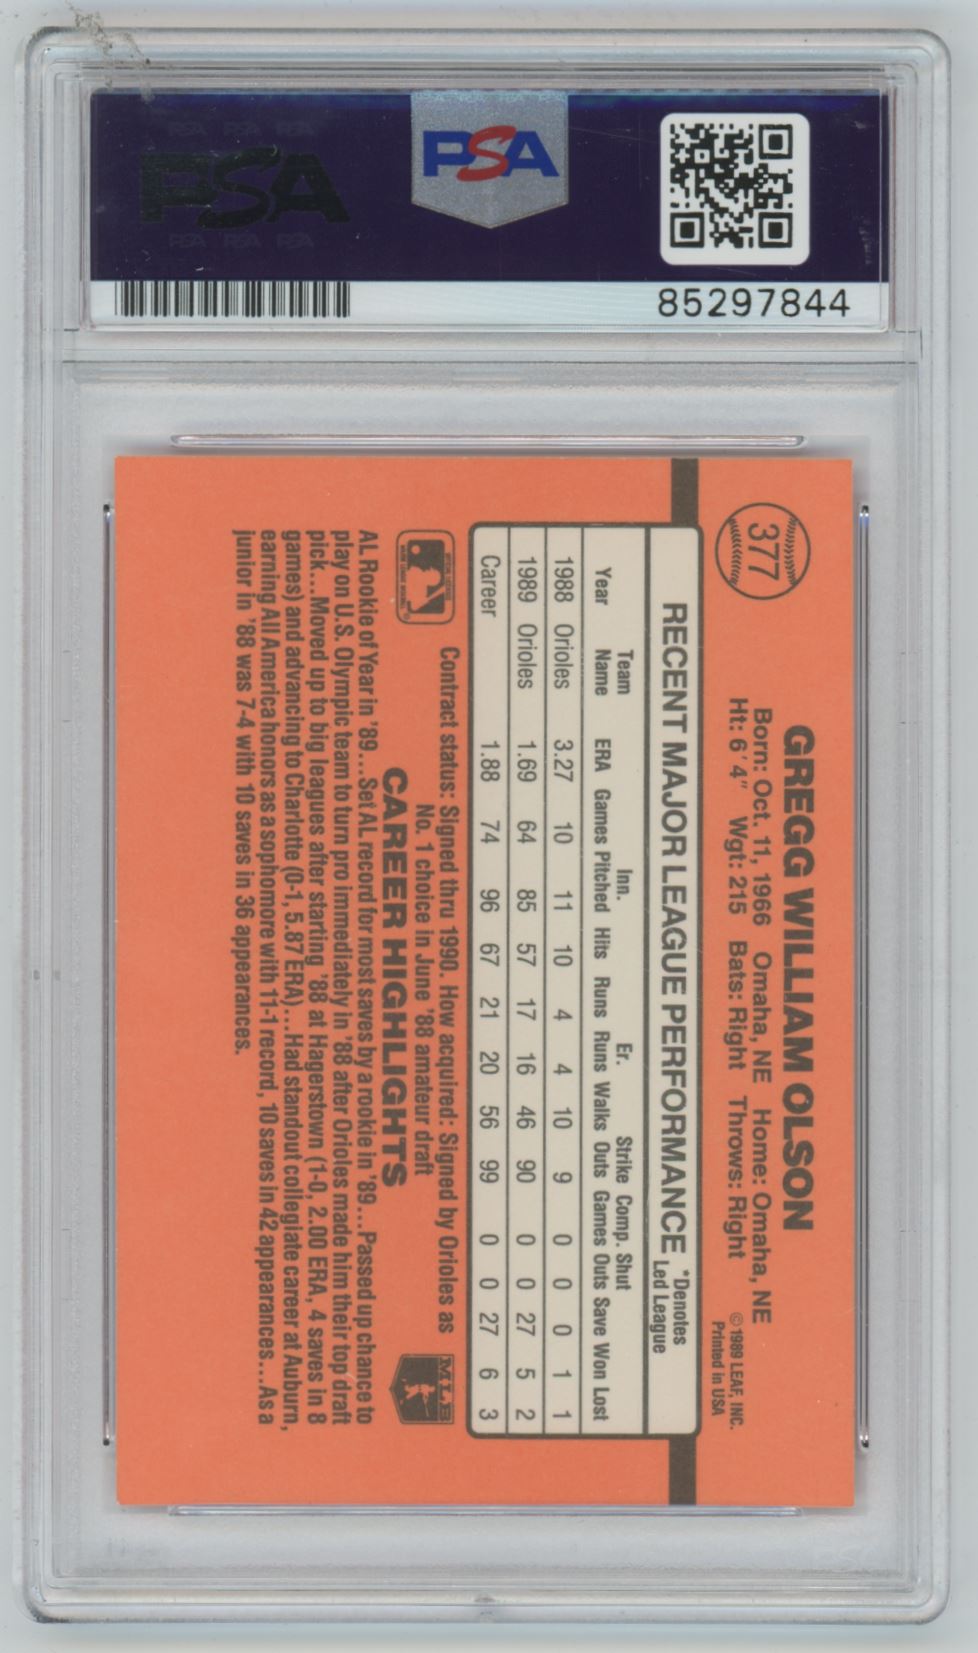 PSA PSA PSA
PSA
PSA PSA PSA
PSA
85297844
377
GREGG WILLIAM OLSON
Born: Oct. 11, 1966 Omaha, NE Home: Omaha, NE
Ht: 6'4" Wgt: 215 Bats: Right Throws: Right
© 1989 LEAF, INC.
Printed in USA
RECENT MAJOR LEAGUE PERFORMANCE *Denotes Led League
Year Team Name ERA Games Inn. Pitched Hits Runs Er. Runs Walks Strike Outs Comp. Games Shut Outs Save Won Lost
1988 Orioles 3.27 10 11 10 4 4 10 9 0 0 0 1 1
1989 Orioles 1.69 64 85 57 17 16 46 90 0 0 27 5 2
Career 1.88 74 96 67 21 20 56 99 0 0 27 6 3
Contract status: Signed thru 1990. How acquired: Signed by Orioles as
No. 1 choice in June '88 amateur draft
MLB
CAREER HIGHLIGHTS
AL Rookie of Year in '89...Set AL record for most saves by a rookie in '89...Passed up chance to
play on U.S. Olympic team to turn pro immediately in '88 after Orioles made him their top draft
pick...Moved up to big leagues after starting '88 at Hagerstown (1-0, 2.00 ERA, 4 saves in 8
games) and advancing to Charlotte (0-1, 5.87 ERA)...Had standout collegiate career at Auburn,
earning All America honors as a sophomore with 11-1 record, 10 saves in 42 appearances...As a
junior in '88 was 7-4 with 10 saves in 36 appearances.